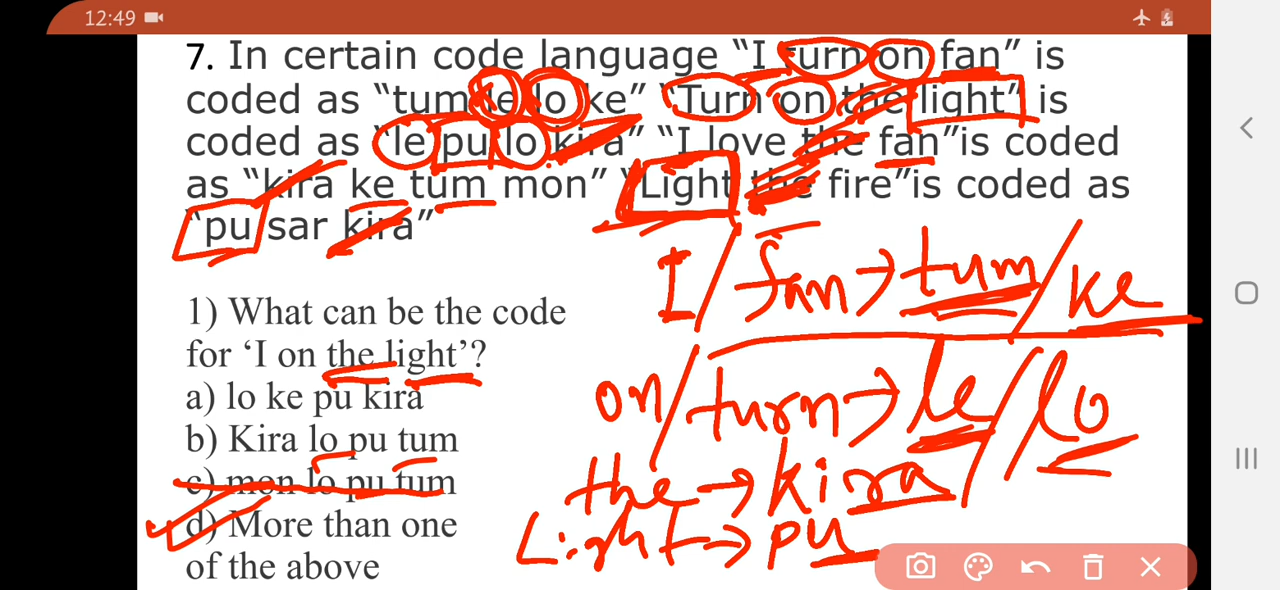 12:49
7. In certain code language “I turn on fan” is
coded as “tum le lo ke” “Turn on the light” is
coded as “le pu lo kira” “I love the fan”is coded
as “kira ke tum mon” “Light the fire”is coded as
“pu sar kira”
I / fan → tum / ke
on / turn → le / lo
the → kira
Light → pu
1) What can be the code
for ‘I on the light’?
a) lo ke pu kira
b) Kira lo pu tum
c) mon lo pu tum
d) More than one
of the above